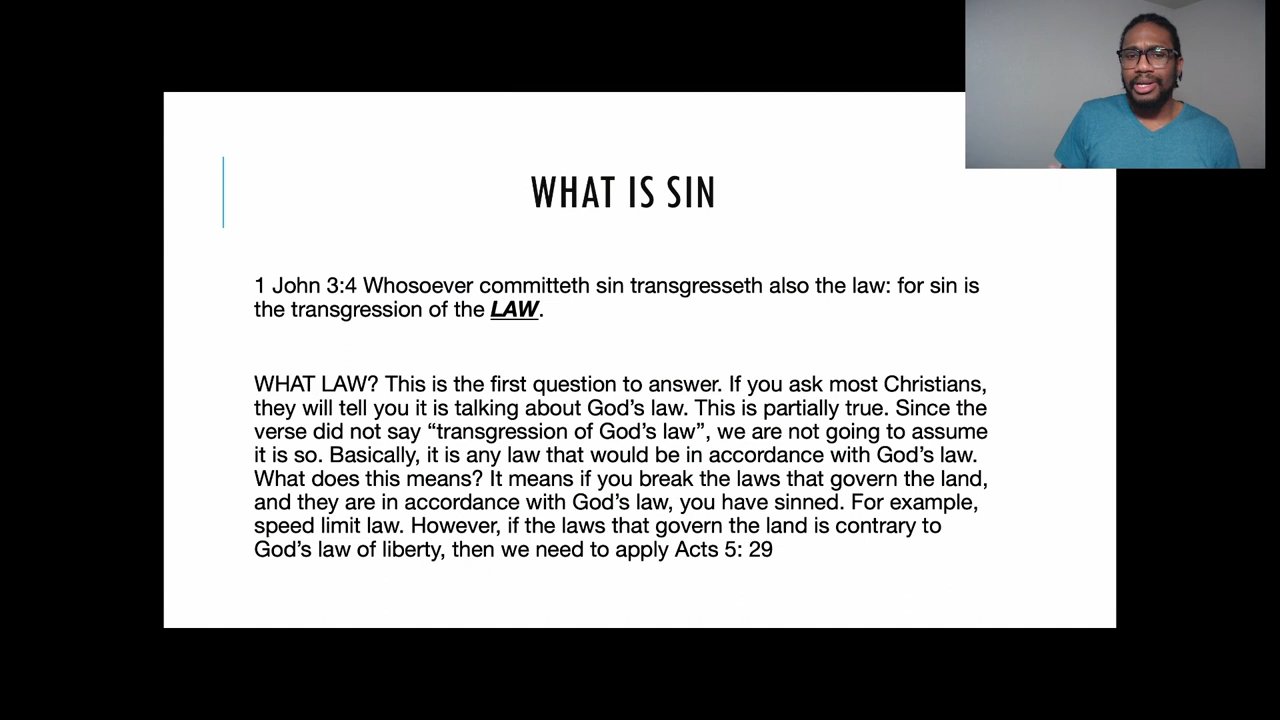 WHAT IS SIN
1 John 3:4 Whosoever committeth sin transgresseth also the law: for sin is
the transgression of the LAW.
WHAT LAW? This is the first question to answer. If you ask most Christians,
they will tell you it is talking about God’s law. This is partially true. Since the
verse did not say “transgression of God’s law”, we are not going to assume
it is so. Basically, it is any law that would be in accordance with God’s law.
What does this means? It means if you break the laws that govern the land,
and they are in accordance with God’s law, you have sinned. For example,
speed limit law. However, if the laws that govern the land is contrary to
God’s law of liberty, then we need to apply Acts 5: 29